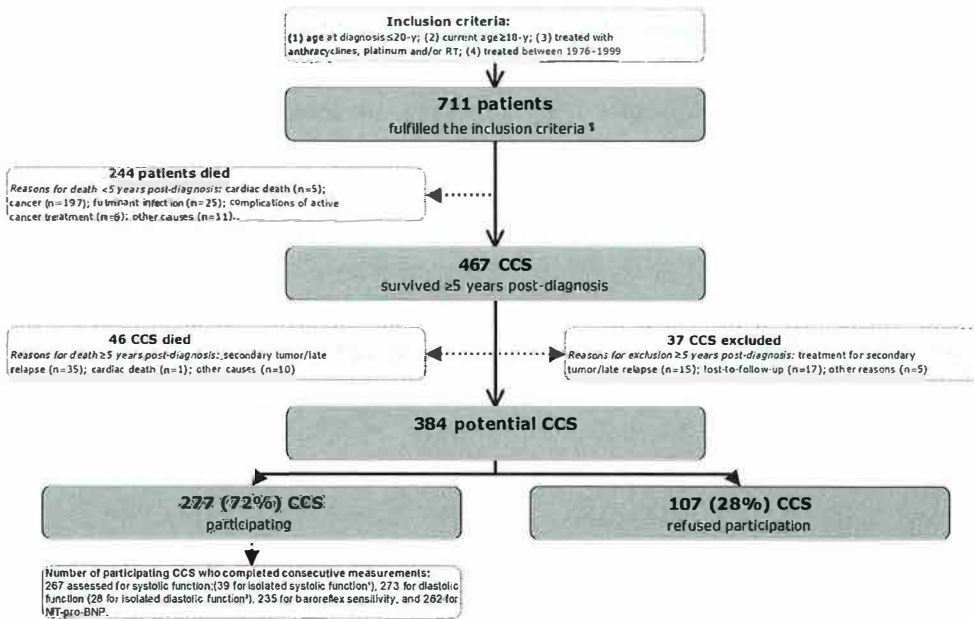 Inclusion criteria:
(1) age at diagnosis ≤20-y; (2) current age≥18-y; (3) treated with
anthracyclines, platinum and/or RT; (4) treated between 1976-1999
711 patients
fulfilled the inclusion criteria §
244 patients died
Reasons for death <5 years post-diagnosis: cardiac death (n=5);
cancer (n=197); fulminant infection (n=25); complications of active
cancer treatment (n=6); other causes (n=11)..
467 CCS
survived ≥5 years post-diagnosis
46 CCS died
Reasons for death≥5 years post-diagnosis: secondary tumor/late
relapse (n=35); cardiac death (n=1); other causes (n=10)
37 CCS excluded
Reasons for exclusion ≥5 years post-diagnosis: treatment for secondary
tumor/late relapse (n=15); lost-to-follow-up (n=17); other reasons (n=5)
384 potential CCS
277 (72%) CCS
participating
107 (28%) CCS
refused participation
Number of participating CCS who completed consecutive measurements:
267 assessed for systolic function;(39 for isolated systolic function¹), 273 for diastolic
function (28 for isolated diastolic function²), 235 for baroreflex sensitivity, and 262 for
NT-pro-BNP.